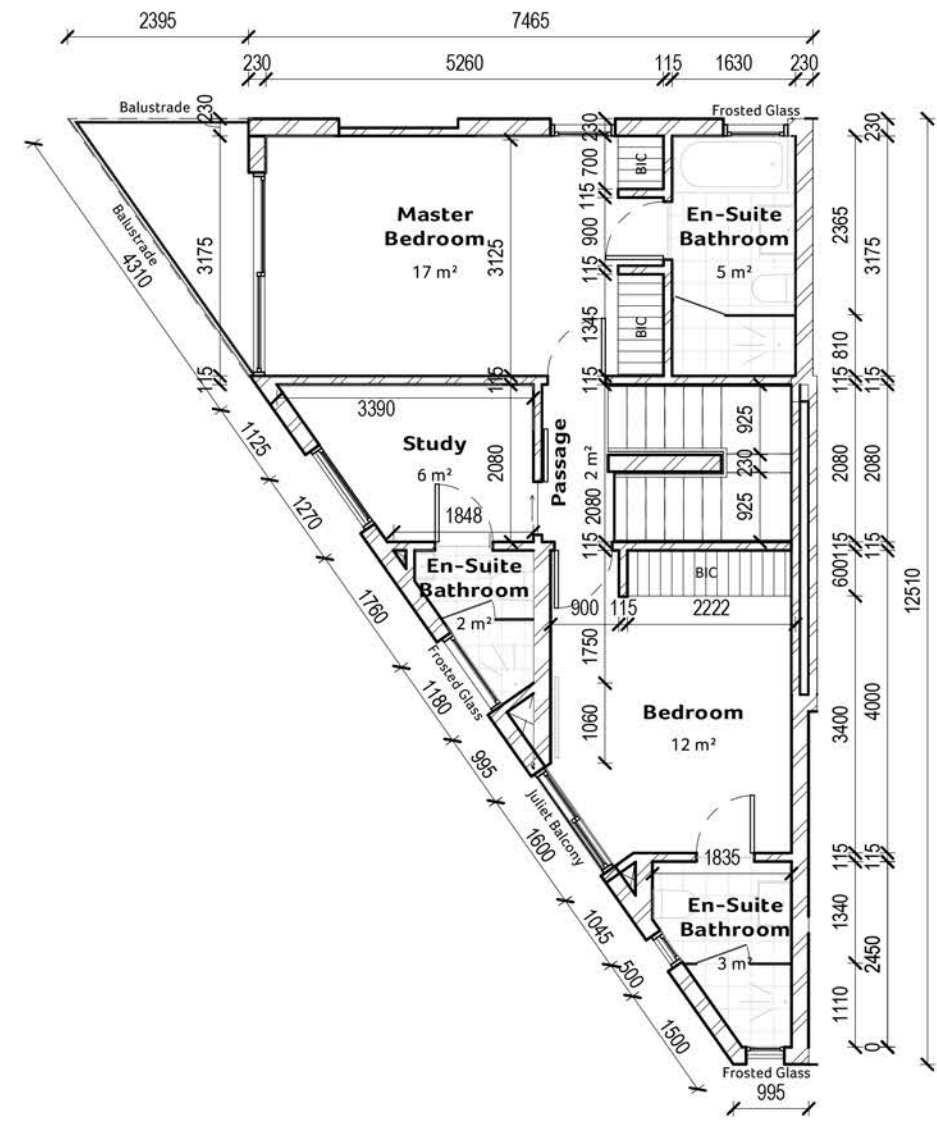 2395
7465
230
5260
115
1630
230
Balustrade
230
Frosted Glass
230
230
Balustrade
4310
3175
Master
Bedroom
17 m²
3125
700
BIC
115
900
115
1345
BIC
En-Suite
Bathroom
5 m²
2365
3175
810
115
115
115
115
115
3390
Study
6 m²
2080
1848
Passage
2 m²
2080
925
230
925
2080
2080
12510
1125
1270
1760
1180
995
1600
1045
500
1500
En-Suite
Bathroom
2 m²
Frosted Glass
115
115
115
BIC
600
900
115
2222
1750
1060
Bedroom
12 m²
3400
4000
Juliet Balcony
115
115
1835
En-Suite
Bathroom
3 m²
1340
2450
1110
0
Frosted Glass
995